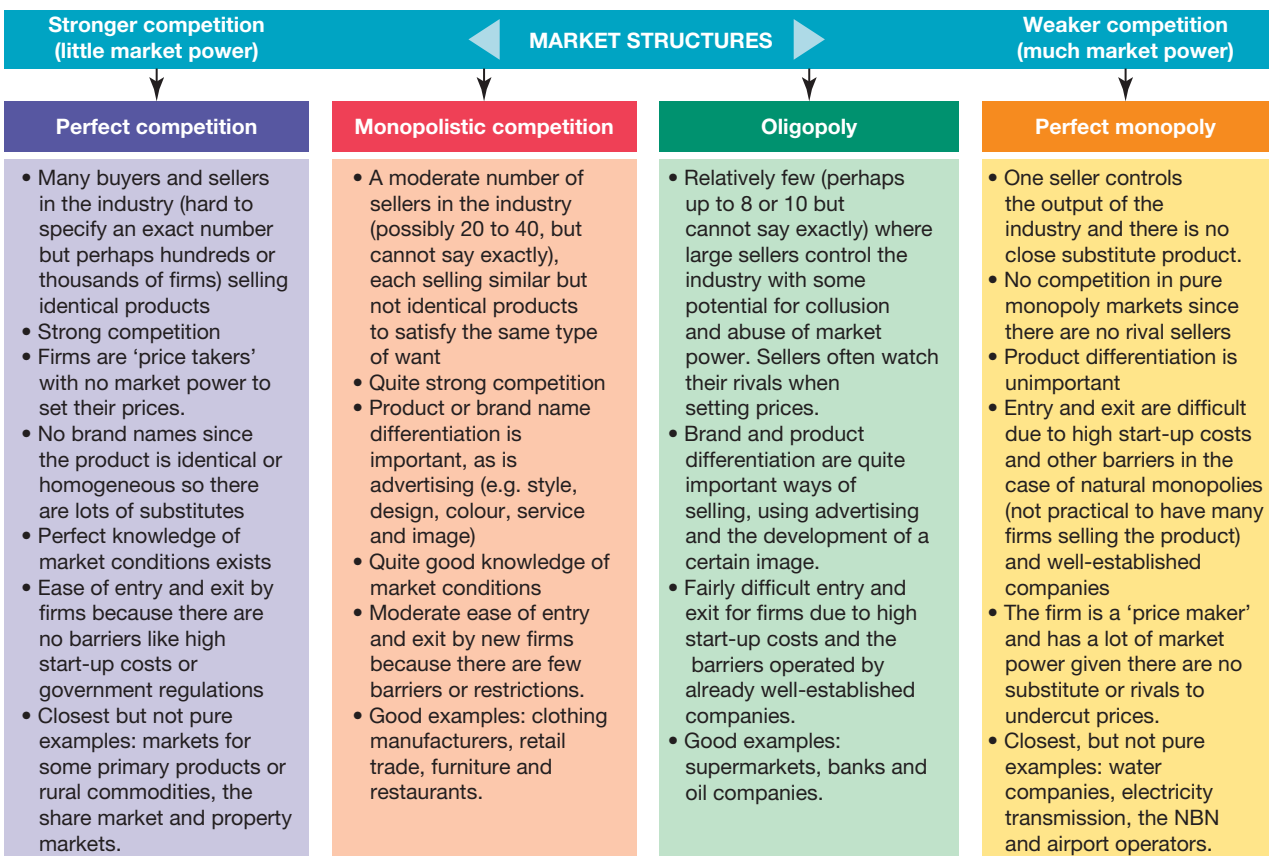 Stronger competition
(little market power)
MARKET STRUCTURES
Weaker competition
(much market power)
Perfect competition
• Many buyers and sellers
in the industry (hard to
specify an exact number
but perhaps hundreds or
thousands of firms) selling
identical products
• Strong competition
• Firms are ‘price takers’
with no market power to
set their prices.
• No brand names since
the product is identical or
homogeneous so there
are lots of substitutes
• Perfect knowledge of
market conditions exists
• Ease of entry and exit by
firms because there are
no barriers like high
start-up costs or
government regulations
• Closest but not pure
examples: markets for
some primary products or
rural commodities, the
share market and property
markets.
Monopolistic competition
• A moderate number of
sellers in the industry
(possibly 20 to 40, but
cannot say exactly),
each selling similar but
not identical products
to satisfy the same type
of want
• Quite strong competition
• Product or brand name
differentiation is
important, as is
advertising (e.g. style,
design, colour, service
and image)
• Quite good knowledge of
market conditions
• Moderate ease of entry
and exit by new firms
because there are few
barriers or restrictions.
• Good examples: clothing
manufacturers, retail
trade, furniture and
restaurants.
Oligopoly
• Relatively few (perhaps
up to 8 or 10 but
cannot say exactly) where
large sellers control the
industry with some
potential for collusion
and abuse of market
power. Sellers often watch
their rivals when
setting prices.
• Brand and product
differentiation are quite
important ways of
selling, using advertising
and the development of a
certain image.
• Fairly difficult entry and
exit for firms due to high
start-up costs and the
barriers operated by
already well-established
companies.
• Good examples:
supermarkets, banks and
oil companies.
Perfect monopoly
• One seller controls
the output of the
industry and there is no
close substitute product.
• No competition in pure
monopoly markets since
there are no rival sellers
• Product differentiation is
unimportant
• Entry and exit are difficult
due to high start-up costs
and other barriers in the
case of natural monopolies
(not practical to have many
firms selling the product)
and well-established
companies
• The firm is a ‘price maker’
and has a lot of market
power given there are no
substitute or rivals to
undercut prices.
• Closest, but not pure
examples: water
companies, electricity
transmission, the NBN
and airport operators.